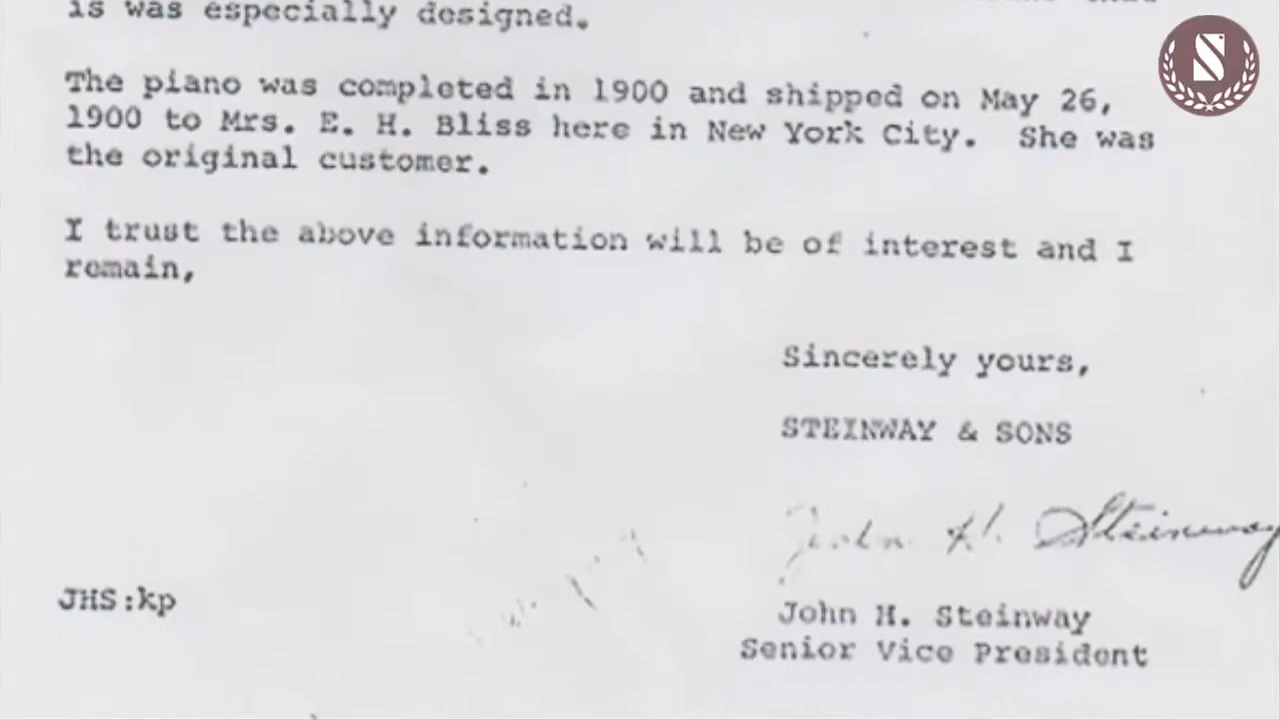 is was especially designed.
The piano was completed in 1900 and shipped on May 26,
1900 to Mrs. E. H. Bliss here in New York City. She was
the original customer.
I trust the above information will be of interest and I
remain,
Sincerely yours,
STEINWAY & SONS
John H. Steinway
JHS:kp
John H. Steinway
Senior Vice President
N